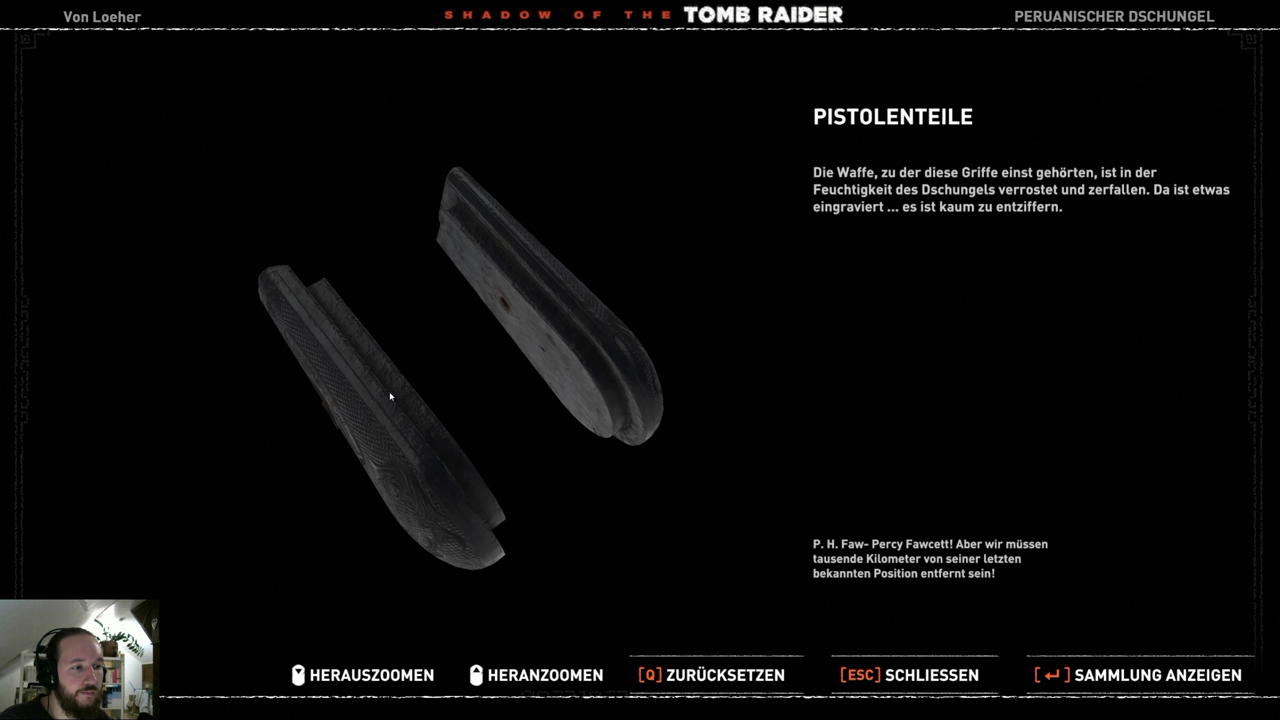 Von Loeher
SHADOW OF THE TOMB RAIDER
PERUANISCHER DSCHUNGEL
PISTOLENTEILE
Die Waffe, zu der diese Griffe einst gehörten, ist in der
Feuchtigkeit des Dschungels verrostet und zerfallen. Da ist etwas
eingraviert ... es ist kaum zu entziffern.
P. H. Faw- Percy Fawcett! Aber wir müssen
tausende Kilometer von seiner letzten
bekannten Position entfernt sein!
HERAUSZOOMEN
HERANZOOMEN
[Q] ZURÜCKSETZEN
[ESC] SCHLIESSEN
[↵] SAMMLUNG ANZEIGEN